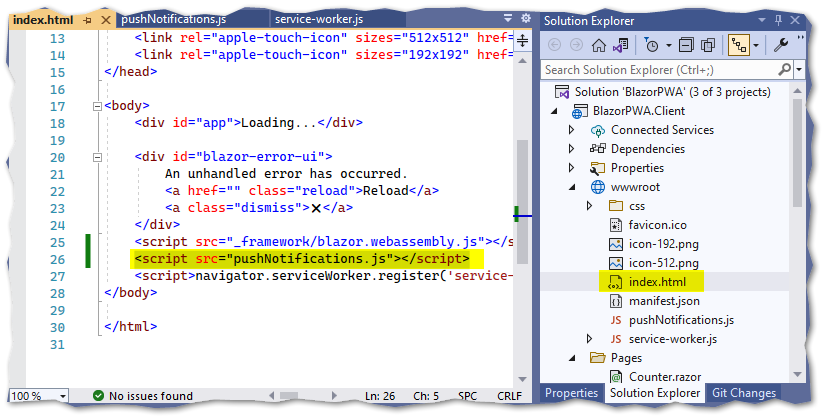 index.html
pushNotifications.js
service-worker.js
13 <link rel="apple-touch-icon" sizes="512x512" href=
14 <link rel="apple-touch-icon" sizes="192x192" href=
15 </head>
16
17 <body>
18 <div id="app">Loading...</div>
19
20 <div id="blazor-error-ui">
21 An unhandled error has occurred.
22 <a href="" class="reload">Reload</a>
23 <a class="dismiss">🗙</a>
24 </div>
25 <script src="_framework/blazor.webassembly.js"></s
26 <script src="pushNotifications.js"></script>
27 <script>navigator.serviceWorker.register('service-
28 </body>
29
30 </html>
31
100 %
No issues found
Ln: 26
Ch: 5
SPC
CRLF
Solution Explorer
Search Solution Explorer (Ctrl+;)
Solution 'BlazorPWA' (3 of 3 projects)
BlazorPWA.Client
Connected Services
Dependencies
Properties
wwwroot
css
favicon.ico
icon-192.png
icon-512.png
index.html
manifest.json
JS pushNotifications.js
JS service-worker.js
Pages
Counter.razor
Properties
Solution Explorer
Git Changes